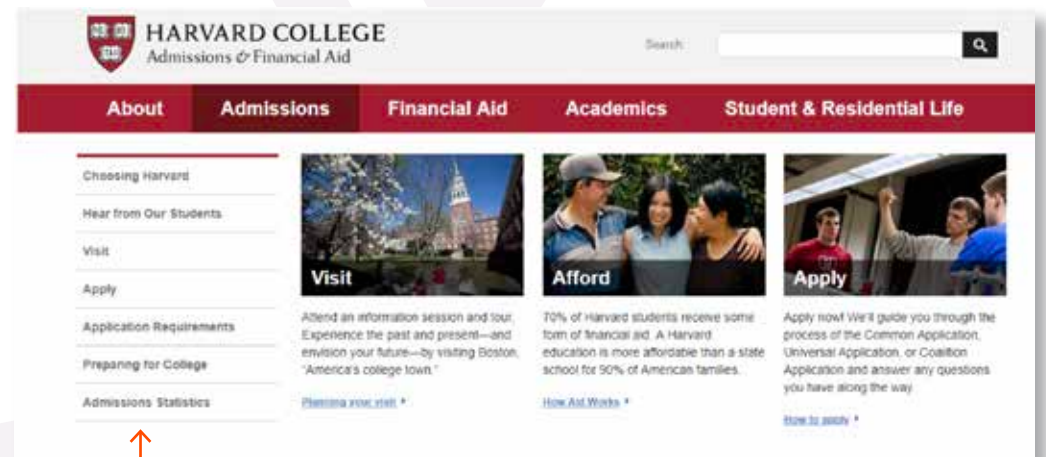 HARVARD COLLEGE
Admissions & Financial Aid
Search
About Admissions Financial Aid Academics Student & Residential Life
Choosing Harvard
Hear from Our Students
Visit
Apply
Application Requirements
Preparing for College
Admissions Statistics
Visit
Attend an information session and tour.
Experience the past and present—and
envision your future—by visiting Boston,
"America's college town."
Planning your visit
Afford
70% of Harvard students receive some
form of financial aid. A Harvard
education is more affordable than a state
school for 90% of American families.
How Aid Works
Apply
Apply now! We'll guide you through the
process of the Common Application,
Universal Application, or Coalition
Application and answer any questions
you have along the way.
How to apply